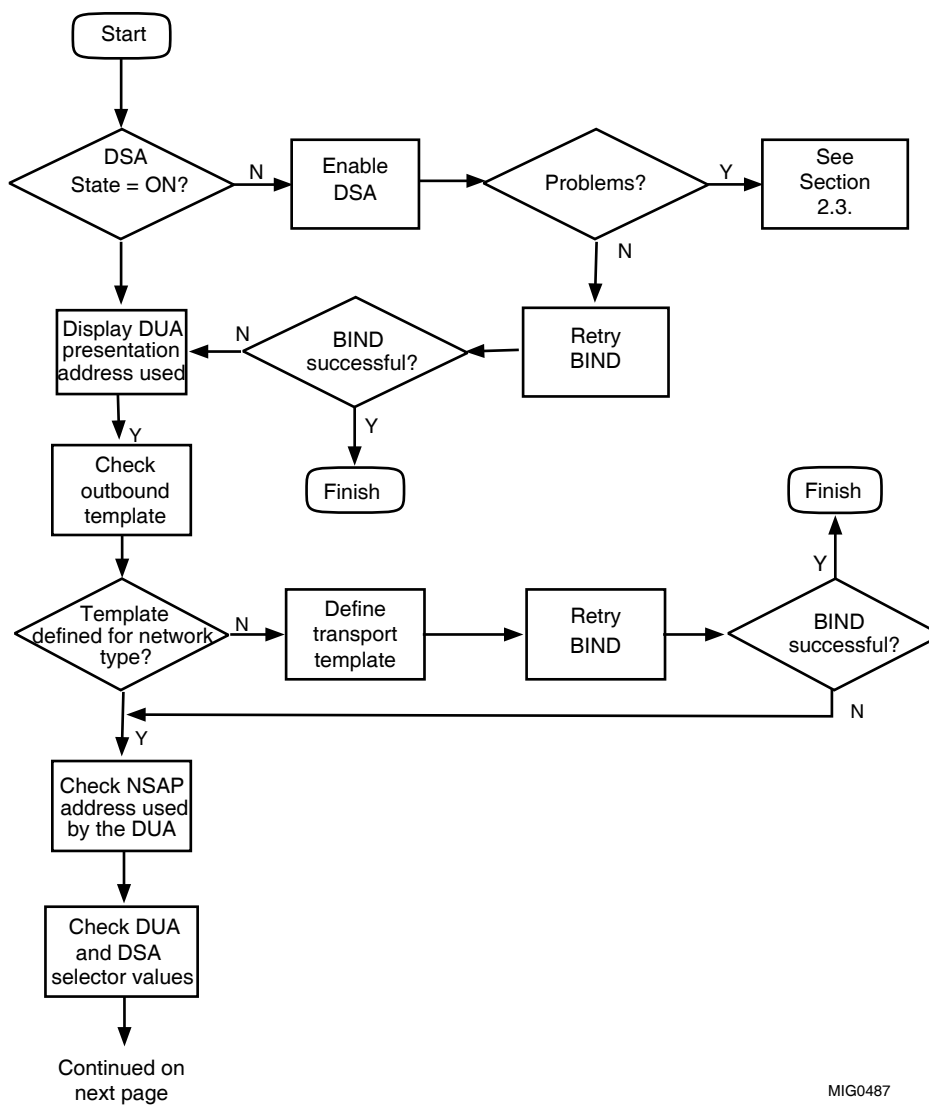 Start
DSA
State = ON?
N
Enable
DSA
Problems?
Y
See
Section
2.3.
N
Display DUA
presentation
address used
N
BIND
successful?
Retry
BIND
Y
Y
Check
outbound
template
Finish
Finish
Y
Template
defined for network
type?
N
Define
transport
template
Retry
BIND
BIND
successful?
N
Y
Check NSAP
address used
by the DUA
Check DUA
and DSA
selector values
Continued on
next page
MIG0487